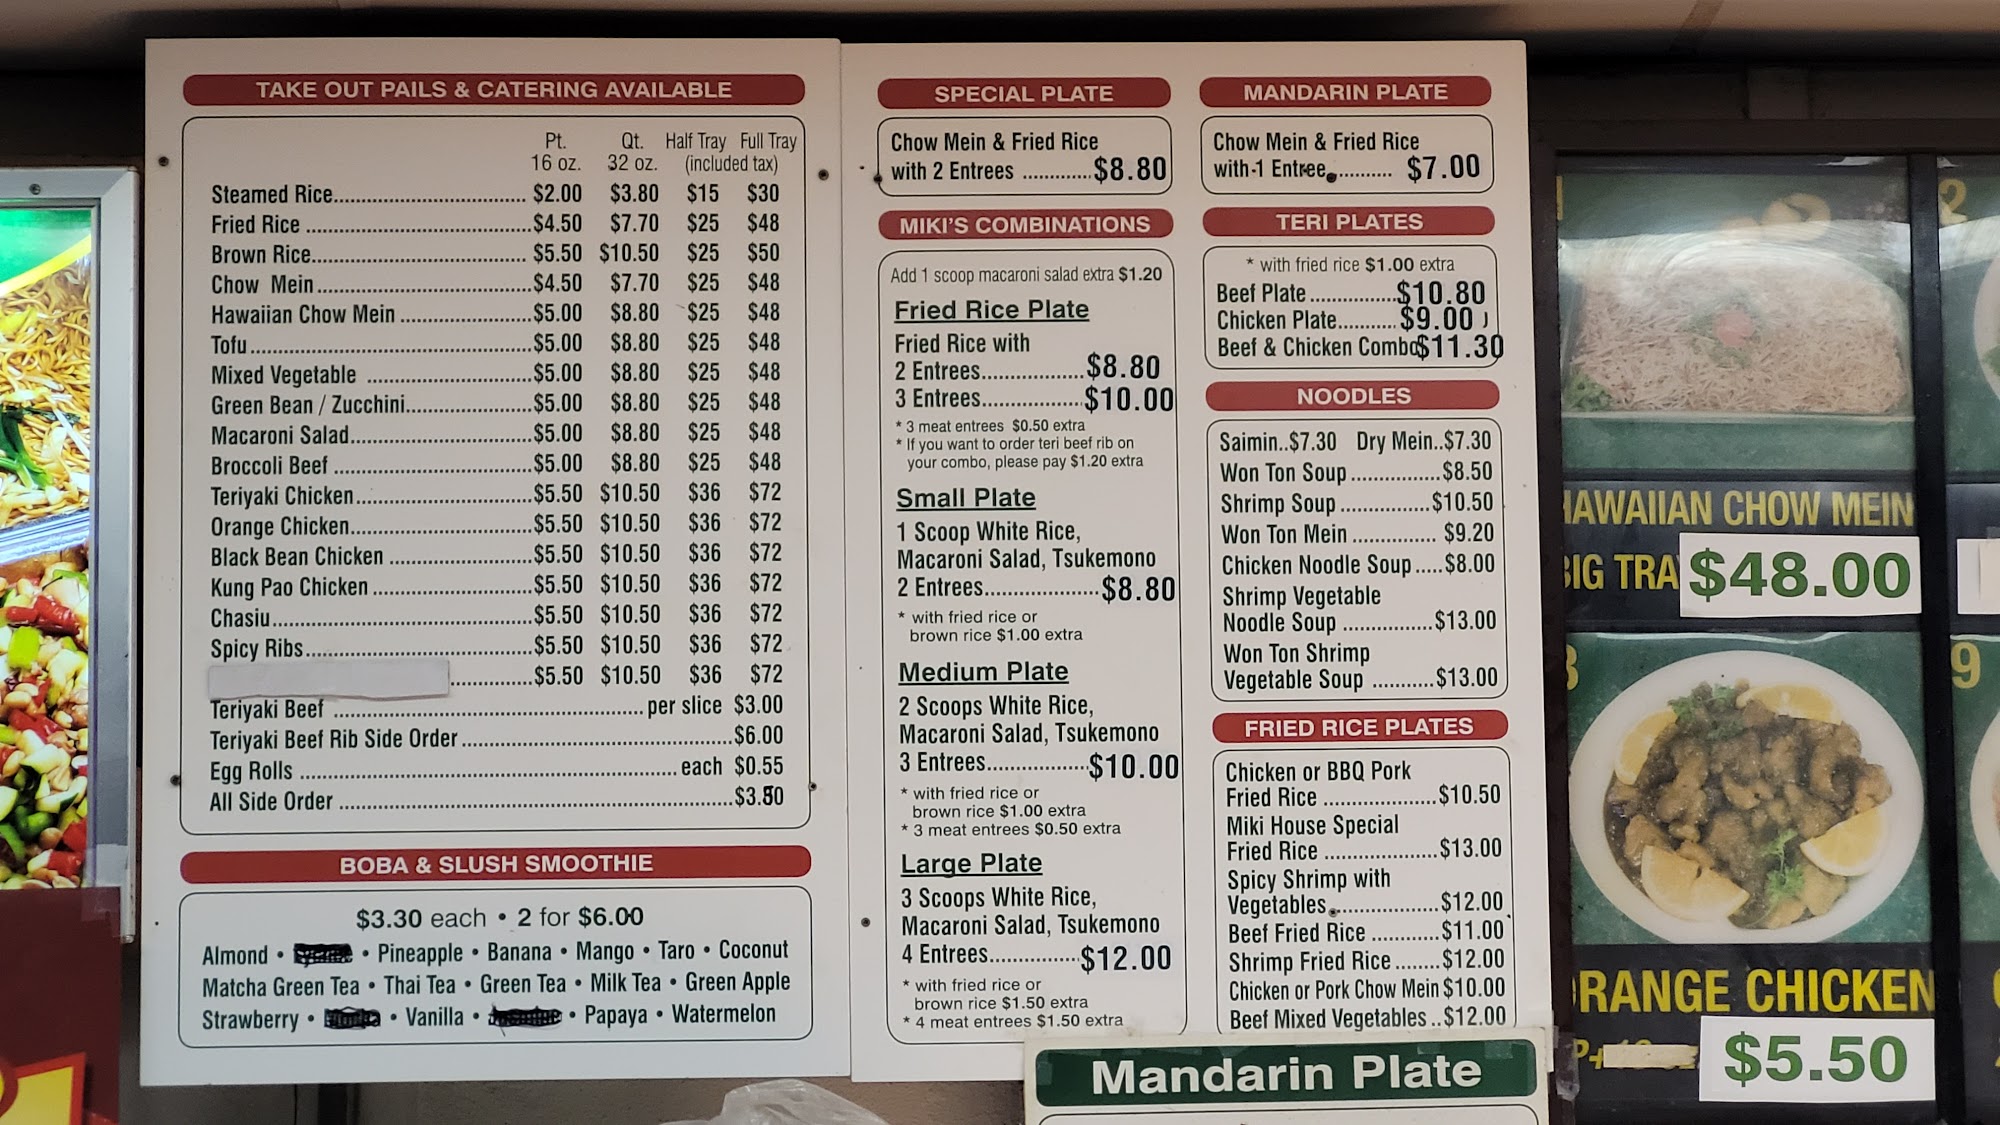 TAKE OUT PAILS & CATERING AVAILABLE
Pt. Qt. Half Tray Full Tray
16 oz. 32 oz. (included tax)
Steamed Rice.................................. $2.00 $3.80 $15 $30
Fried Rice ........................................$4.50 $7.70 $25 $48
Brown Rice...................................... $5.50 $10.50 $25 $50
Chow Mein......................................$4.50 $7.70 $25 $48
Hawaiian Chow Mein .......................$5.00 $8.80 $25 $48
Tofu..................................................$5.00 $8.80 $25 $48
Mixed Vegetable .............................$5.00 $8.80 $25 $48
Green Bean / Zucchini......................$5.00 $8.80 $25 $48
Macaroni Salad................................$5.00 $8.80 $25 $48
Broccoli Beef ...................................$5.00 $8.80 $25 $48
Teriyaki Chicken...............................$5.50 $10.50 $36 $72
Orange Chicken................................$5.50 $10.50 $36 $72
Black Bean Chicken .........................$5.50 $10.50 $36 $72
Kung Pao Chicken ............................$5.50 $10.50 $36 $72
Chasiu..............................................$5.50 $10.50 $36 $72
Spicy Ribs........................................$5.50 $10.50 $36 $72
..............$5.50 $10.50 $36 $72
Teriyaki Beef ...................................................... per slice $3.00
Teriyaki Beef Rib Side Order................................................$6.00
Egg Rolls ................................................................... each $0.55
All Side Order ......................................................................$3.50
BOBA & SLUSH SMOOTHIE
$3.30 each • 2 for $6.00
Almond • • Pineapple • Banana • Mango • Taro • Coconut
Matcha Green Tea • Thai Tea • Green Tea • Milk Tea • Green Apple
Strawberry • • Vanilla • • Papaya • Watermelon
SPECIAL PLATE
Chow Mein & Fried Rice
with 2 Entrees .............$8.80
MIKI'S COMBINATIONS
Add 1 scoop macaroni salad extra $1.20
Fried Rice Plate
Fried Rice with
2 Entrees...................$8.80
3 Entrees...................$10.00
* 3 meat entrees $0.50 extra
* If you want to order teri beef rib on
your combo, please pay $1.20 extra
Small Plate
1 Scoop White Rice,
Macaroni Salad, Tsukemono
2 Entrees.....................$8.80
* with fried rice or
brown rice $1.00 extra
Medium Plate
2 Scoops White Rice,
Macaroni Salad, Tsukemono
3 Entrees...................$10.00
* with fried rice or
brown rice $1.00 extra
* 3 meat entrees $0.50 extra
Large Plate
3 Scoops White Rice,
Macaroni Salad, Tsukemono
4 Entrees.................$12.00
* with fried rice or
brown rice $1.50 extra
* 4 meat entrees $1.50 extra
MANDARIN PLATE
Chow Mein & Fried Rice
with 1 Entree........... $7.00
TERI PLATES
* with fried rice $1.00 extra
Beef Plate ................$10.80
Chicken Plate...........$9.00
Beef & Chicken Combo $11.30
NOODLES
Saimin..$7.30 Dry Mein..$7.30
Won Ton Soup ................$8.50
Shrimp Soup ................$10.50
Won Ton Mein ............... $9.20
Chicken Noodle Soup.....$8.00
Shrimp Vegetable
Noodle Soup ................$13.00
Won Ton Shrimp
Vegetable Soup ...........$13.00
FRIED RICE PLATES
Chicken or BBQ Pork
Fried Rice ....................$10.50
Miki House Special
Fried Rice ....................$13.00
Spicy Shrimp with
Vegetables....................$12.00
Beef Fried Rice ............$11.00
Shrimp Fried Rice ........$12.00
Chicken or Pork Chow Mein $10.00
Beef Mixed Vegetables ..$12.00
Mandarin Plate
2
HAWAIIAN CHOW MEIN
BIG TRA $48.00
9
ORANGE CHICKEN
$5.50